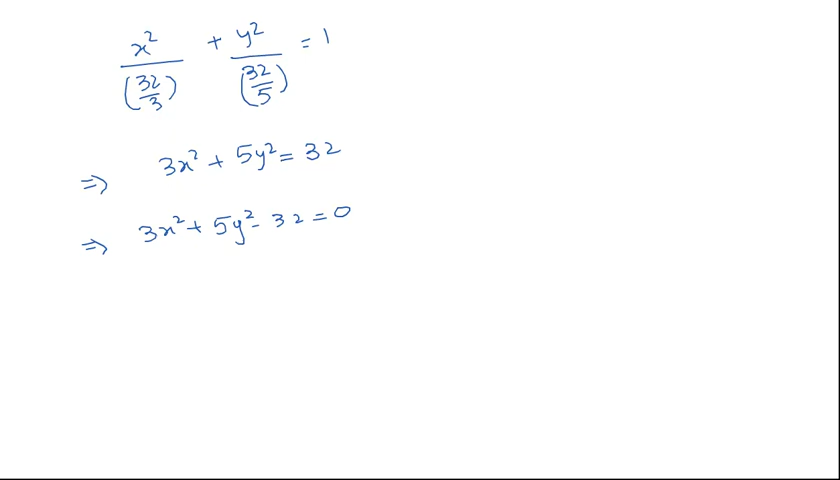 x²/(32/3) + y²/(32/5) = 1
⇒ 3x² + 5y² = 32
⇒ 3x² + 5y² - 32 = 0